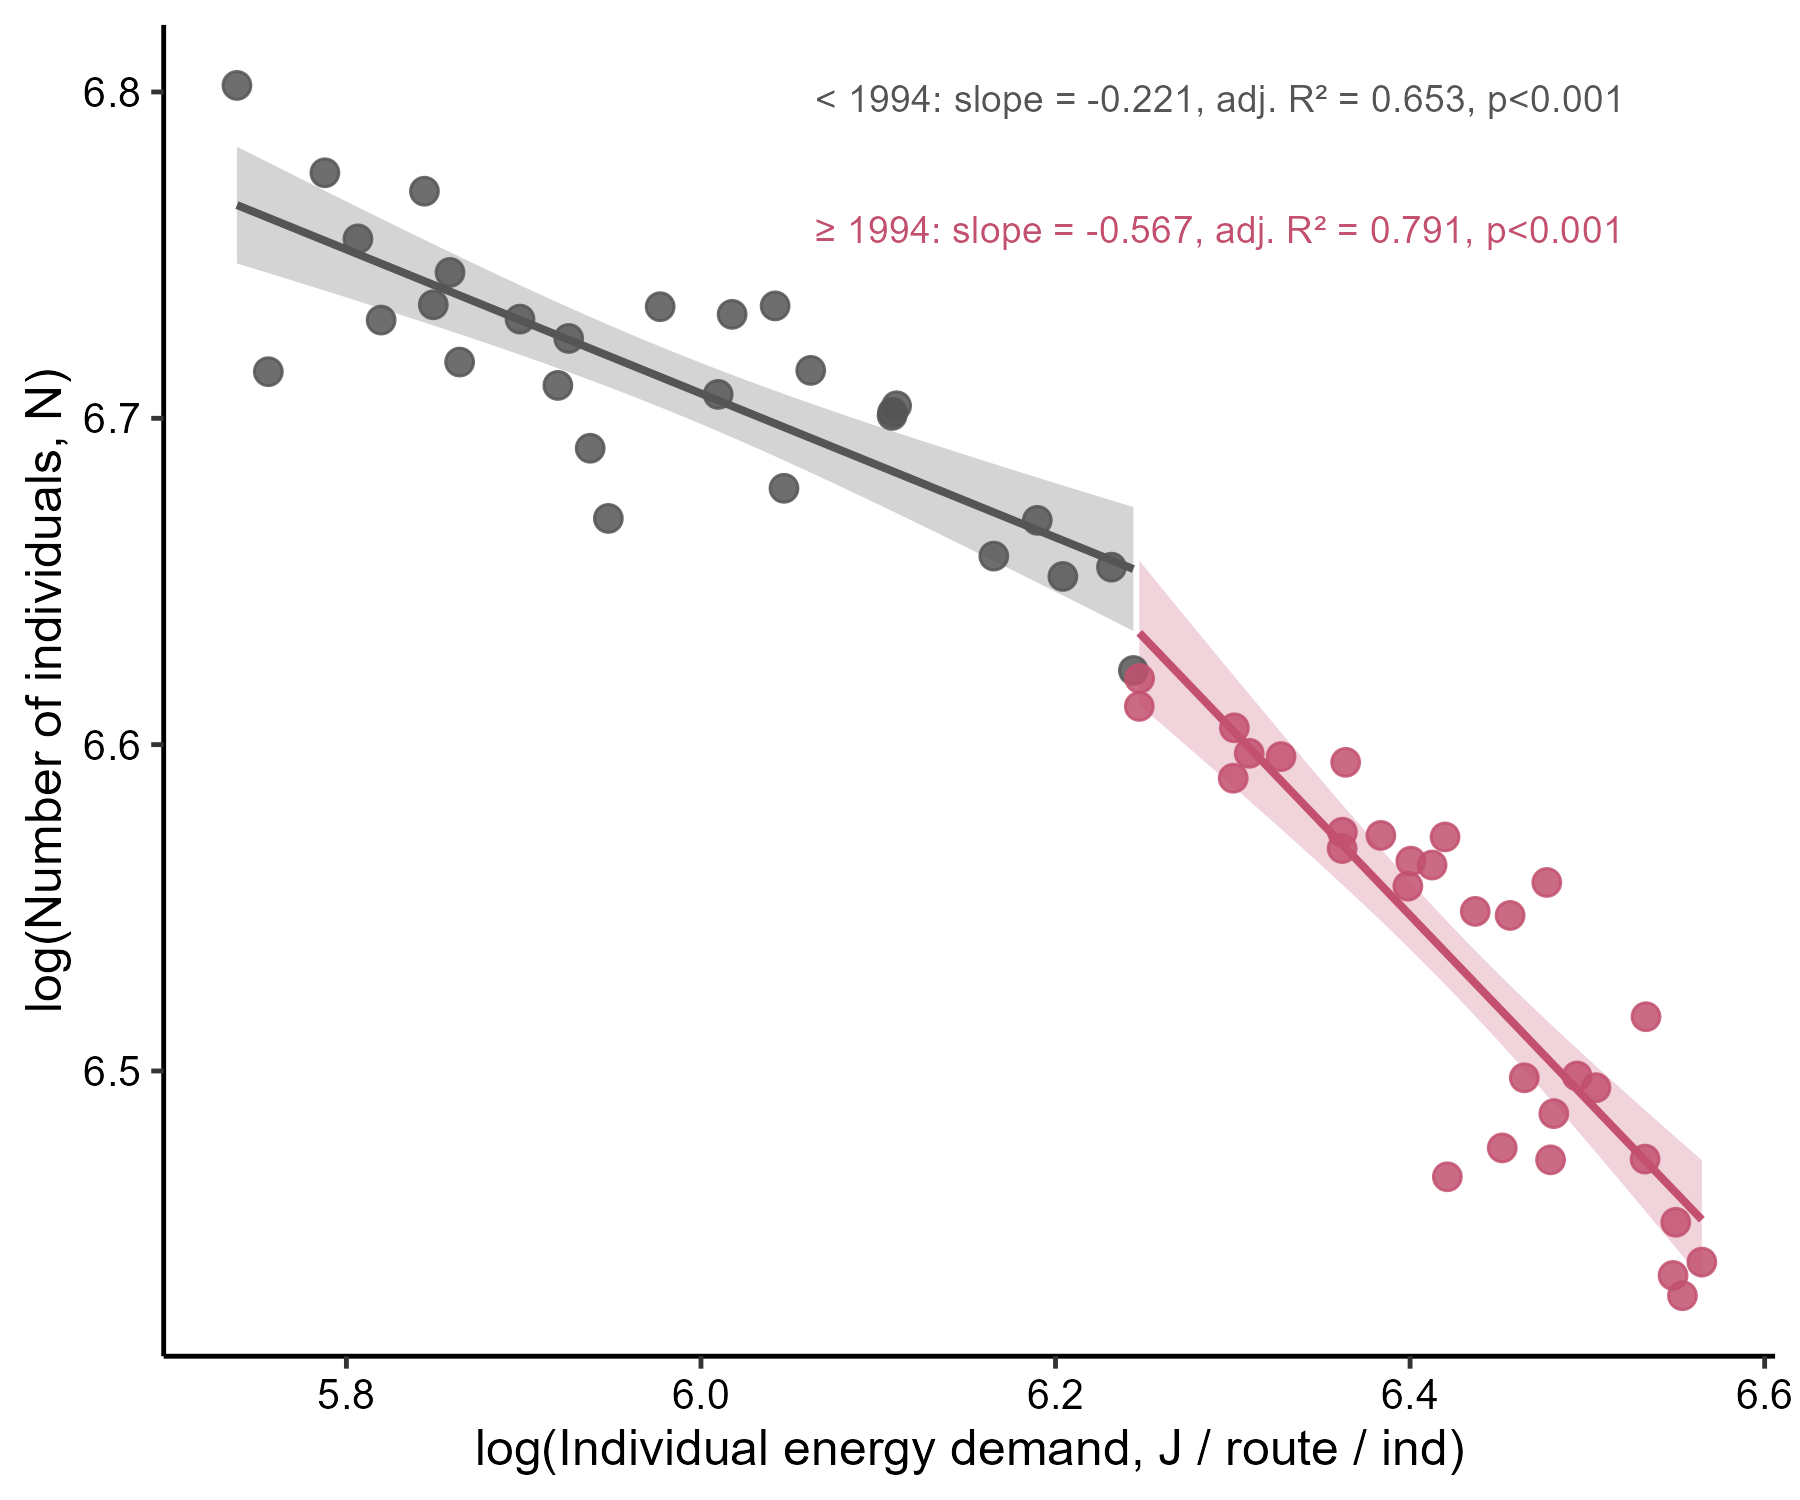 < 1994: slope = -0.221, adj. R² = 0.653, p<0.001
≥ 1994: slope = -0.567, adj. R² = 0.791, p<0.001
log(Number of individuals, N)
6.8
6.7
6.6
6.5
5.8 6.0 6.2 6.4 6.6
log(Individual energy demand, J / route / ind)